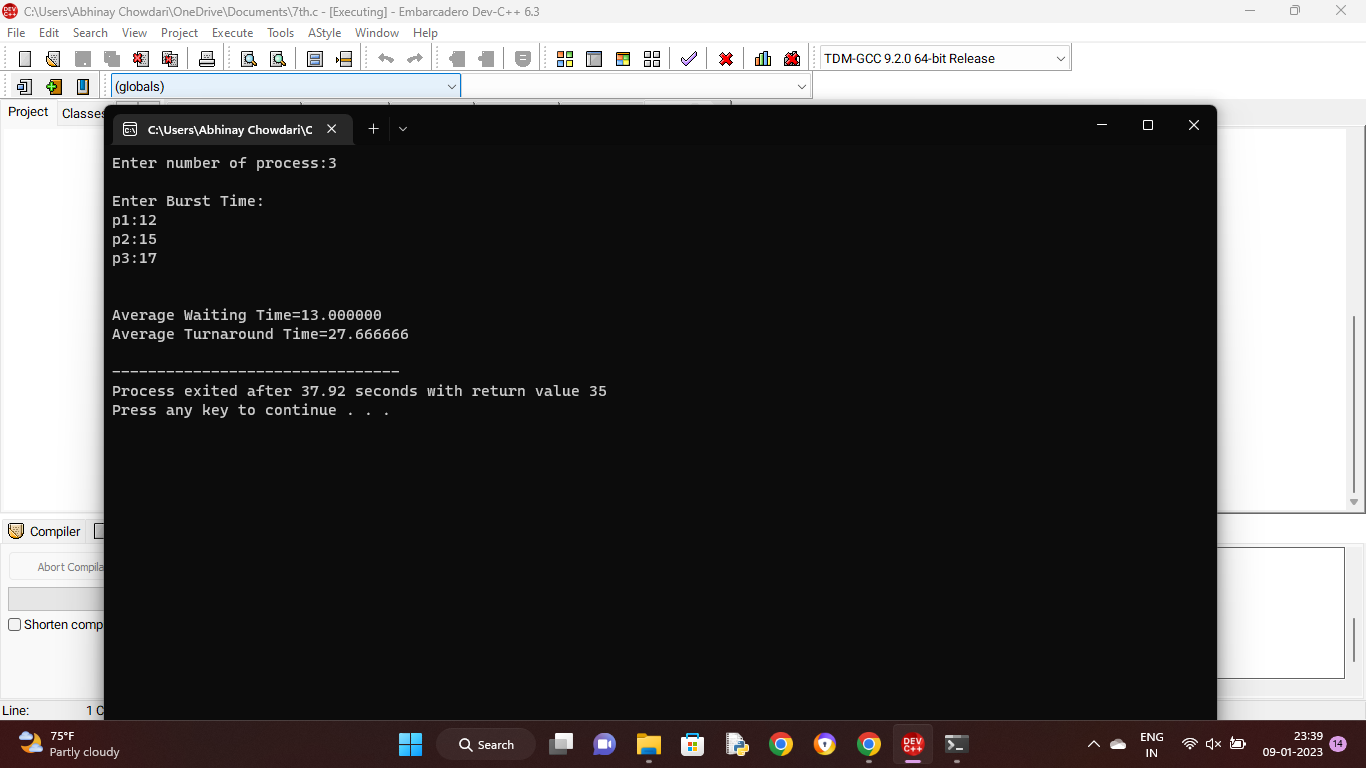 C:\Users\Abhinay Chowdari\OneDrive\Documents\7th.c - [Executing] - Embarcadero Dev-C++ 6.3
File Edit Search View Project Execute Tools AStyle Window Help
TDM-GCC 9.2.0 64-bit Release
(globals)
Project Classes
C:\Users\Abhinay Chowdari\C
Enter number of process:3
Enter Burst Time:
p1:12
p2:15
p3:17
Average Waiting Time=13.000000
Average Turnaround Time=27.666666
--------------------------------
Process exited after 37.92 seconds with return value 35
Press any key to continue . . .
Compiler
Abort Compila
Shorten comp
Line: 1 C
75°F
Partly cloudy
Search
DEV
C++
ENG
IN
23:39
09-01-2023
14